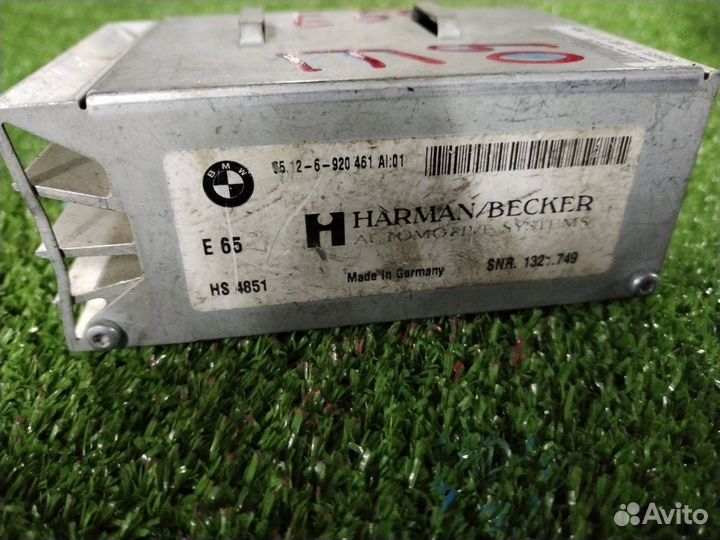 E
BMW
65.12-6-920 461 AI:01
HARMAN/BECKER
AUTOMOTIVE SYSTEMS
E 65
HS 4851
Made in Germany
SNR.
Avito